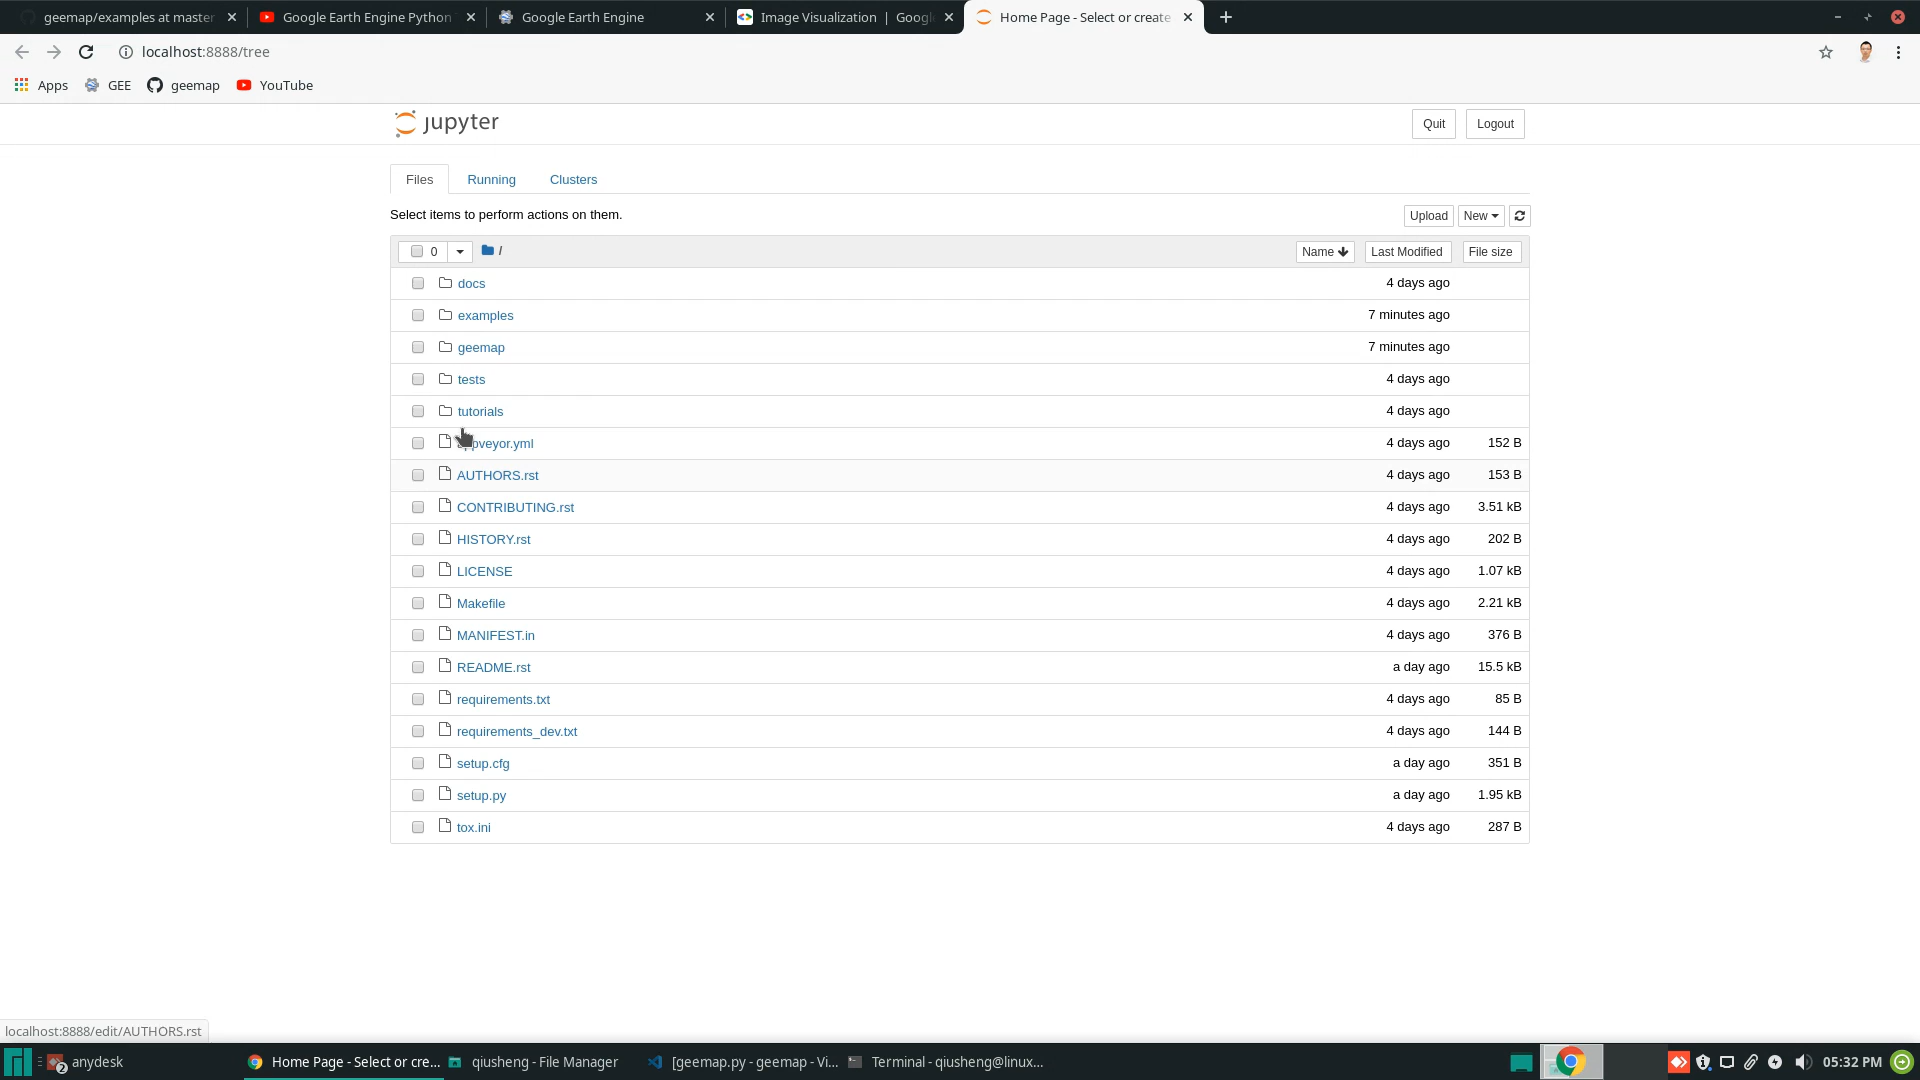 geemap/examples at master
Google Earth Engine Python
Google Earth Engine
Image Visualization | Google
Home Page - Select or create
localhost:8888/tree
Apps
GEE
geemap
YouTube
jupyter
Quit
Logout
Files
Running
Clusters
Select items to perform actions on them.
Upload
New
0
/
Name
Last Modified
File size
docs 4 days ago
examples 7 minutes ago
geemap 7 minutes ago
tests 4 days ago
tutorials 4 days ago
pveyor.yml 4 days ago 152 B
AUTHORS.rst 4 days ago 153 B
CONTRIBUTING.rst 4 days ago 3.51 kB
HISTORY.rst 4 days ago 202 B
LICENSE 4 days ago 1.07 kB
Makefile 4 days ago 2.21 kB
MANIFEST.in 4 days ago 376 B
README.rst a day ago 15.5 kB
requirements.txt 4 days ago 85 B
requirements_dev.txt 4 days ago 144 B
setup.cfg a day ago 351 B
setup.py a day ago 1.95 kB
tox.ini 4 days ago 287 B
localhost:8888/edit/AUTHORS.rst
2
anydesk
Home Page - Select or cre...
qiusheng - File Manager
[geemap.py - geemap - Vi...
Terminal - qiusheng@linux...
05:32 PM